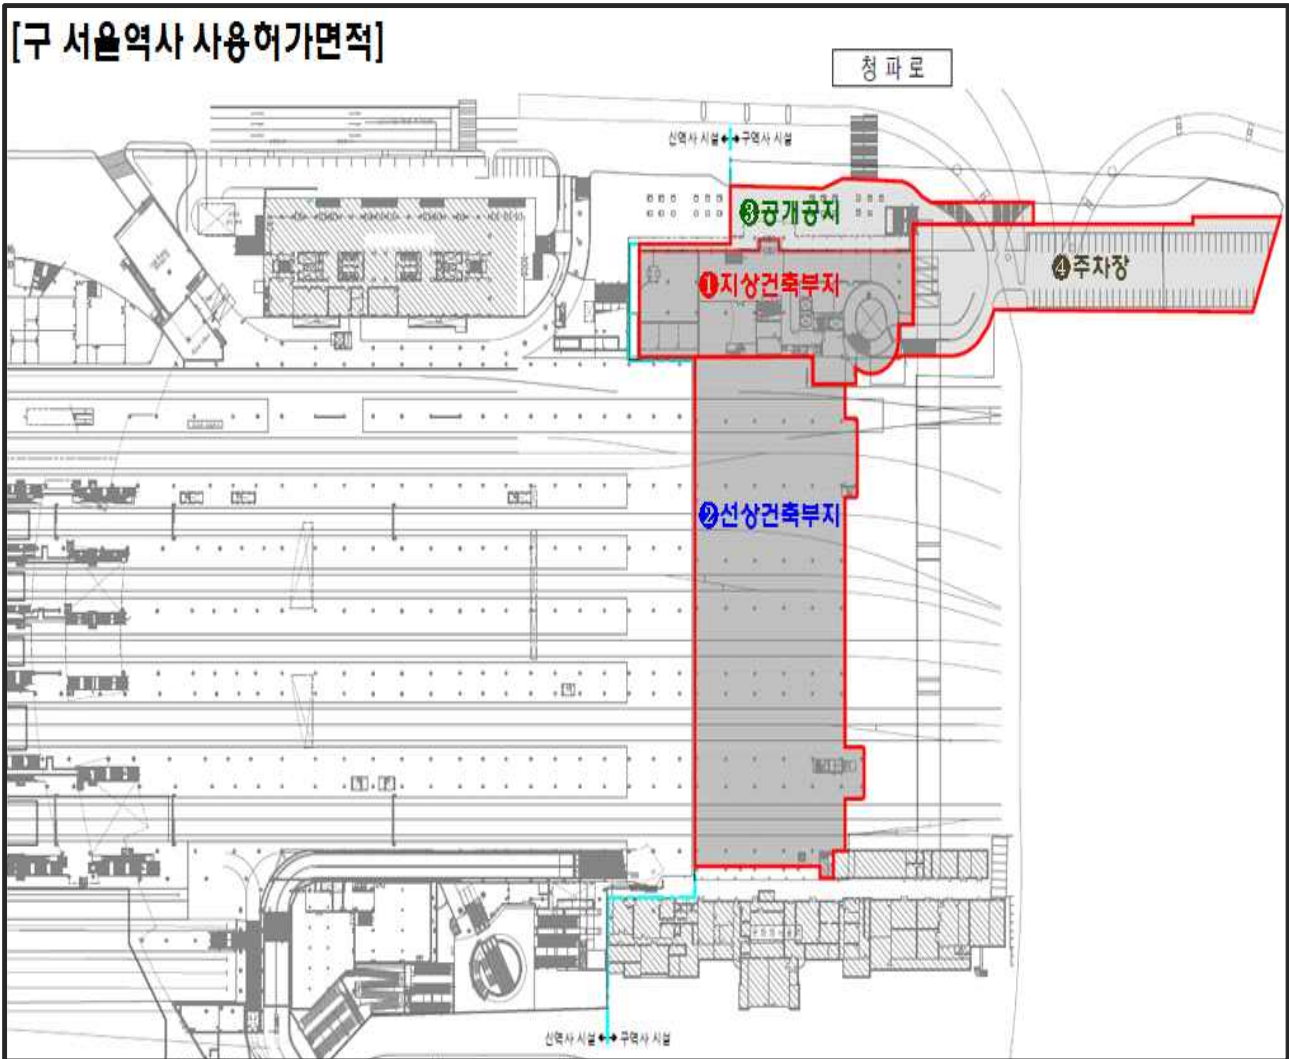 [구 서울역사 사용허가면적]
청 파 로
신역사 시설 구역사 시설
❸공개공지
❹주차장
❶지상건축부지
❷선상건축부지
신역사 시설 구역사 시설